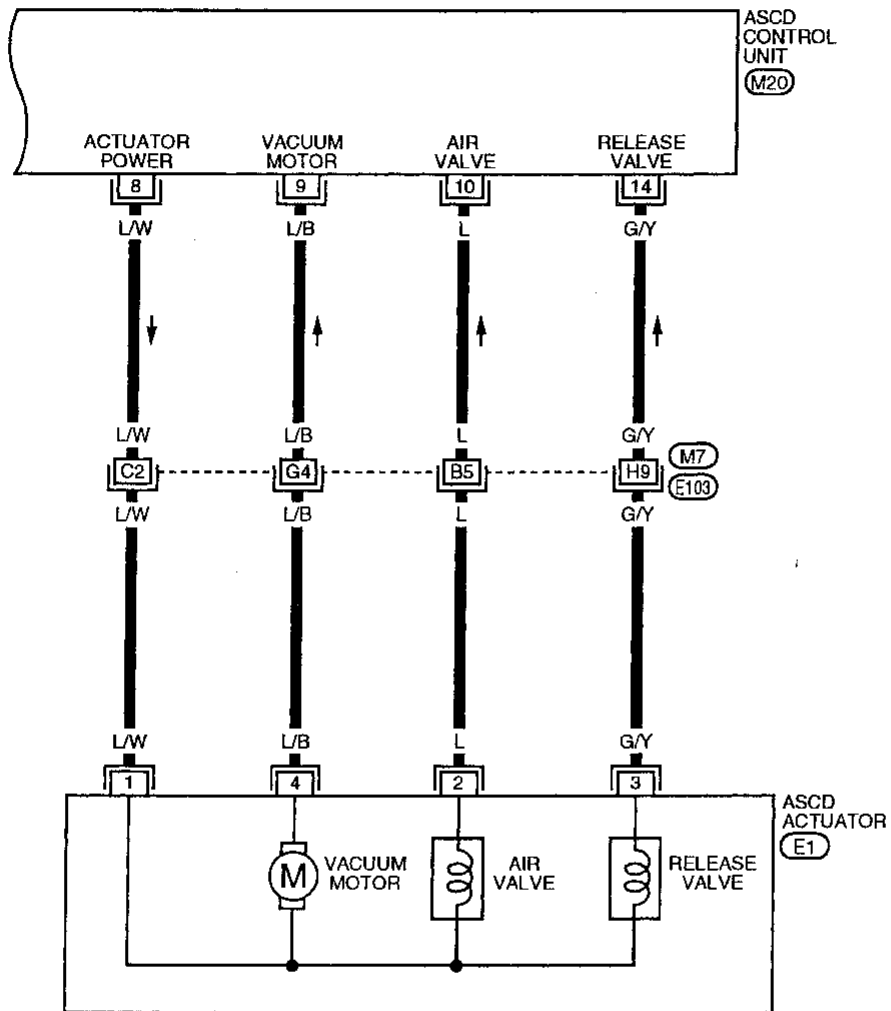 ASCD
CONTROL
UNIT
M20
ACTUATOR
POWER
VACUUM
MOTOR
AIR
VALVE
RELEASE
VALVE
8
9
10
14
L/W
L/B
L
G/Y
L/W
L/B
L
G/Y
C2
G4
B5
H9
M7
E103
L/W
L/B
L
G/Y
L/W
L/B
L
G/Y
1
4
2
3
ASCD
ACTUATOR
E1
M
VACUUM
MOTOR
AIR
VALVE
RELEASE
VALVE